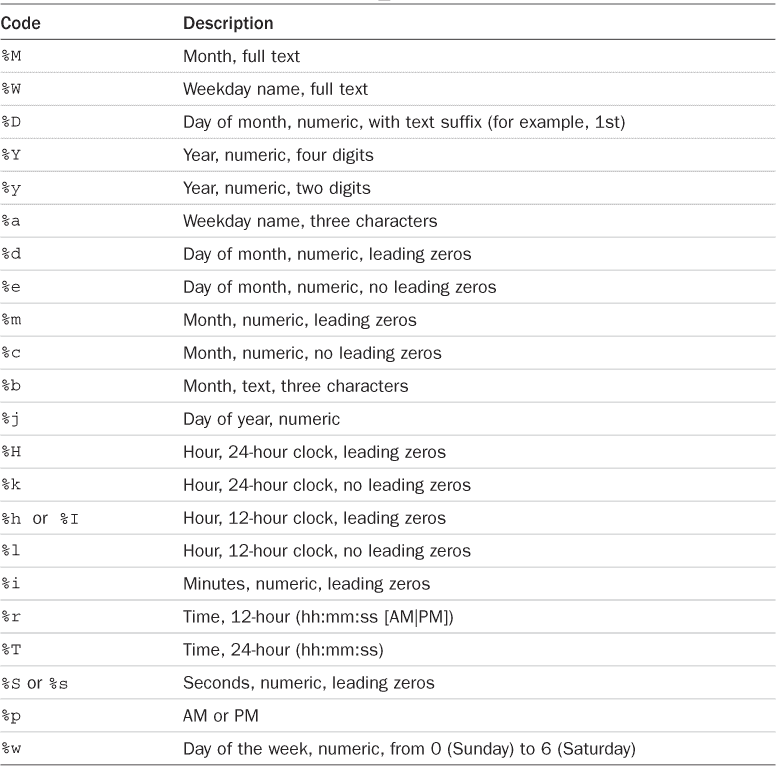 Code Description
%M Month, full text
%W Weekday name, full text
%D Day of month, numeric, with text suffix (for example, 1st)
%Y Year, numeric, four digits
%y Year, numeric, two digits
%a Weekday name, three characters
%d Day of month, numeric, leading zeros
%e Day of month, numeric, no leading zeros
%m Month, numeric, leading zeros
%c Month, numeric, no leading zeros
%b Month, text, three characters
%j Day of year, numeric
%H Hour, 24-hour clock, leading zeros
%k Hour, 24-hour clock, no leading zeros
%h or %I Hour, 12-hour clock, leading zeros
%l Hour, 12-hour clock, no leading zeros
%i Minutes, numeric, leading zeros
%r Time, 12-hour (hh:mm:ss [AM|PM])
%T Time, 24-hour (hh:mm:ss)
%S or %s Seconds, numeric, leading zeros
%p AM or PM
%w Day of the week, numeric, from 0 (Sunday) to 6 (Saturday)